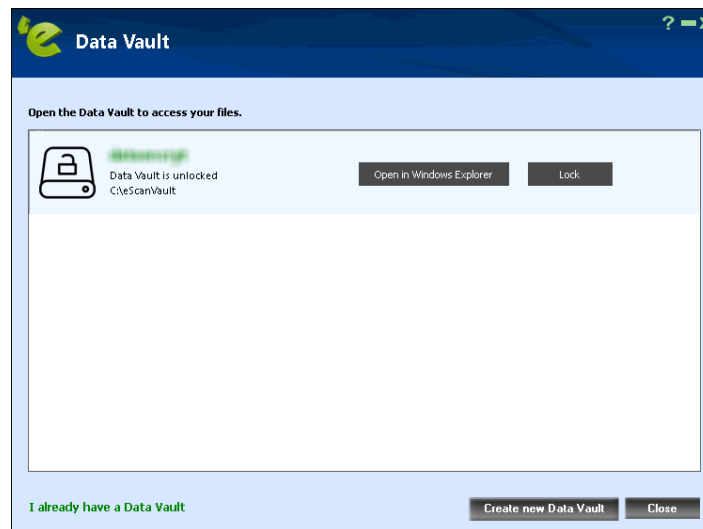 Data Vault
?
Open the Data Vault to access your files.
Data Vault is unlocked
C:\eScanVault
Open in Windows Explorer
Lock
I already have a Data Vault
Create new Data Vault
Close